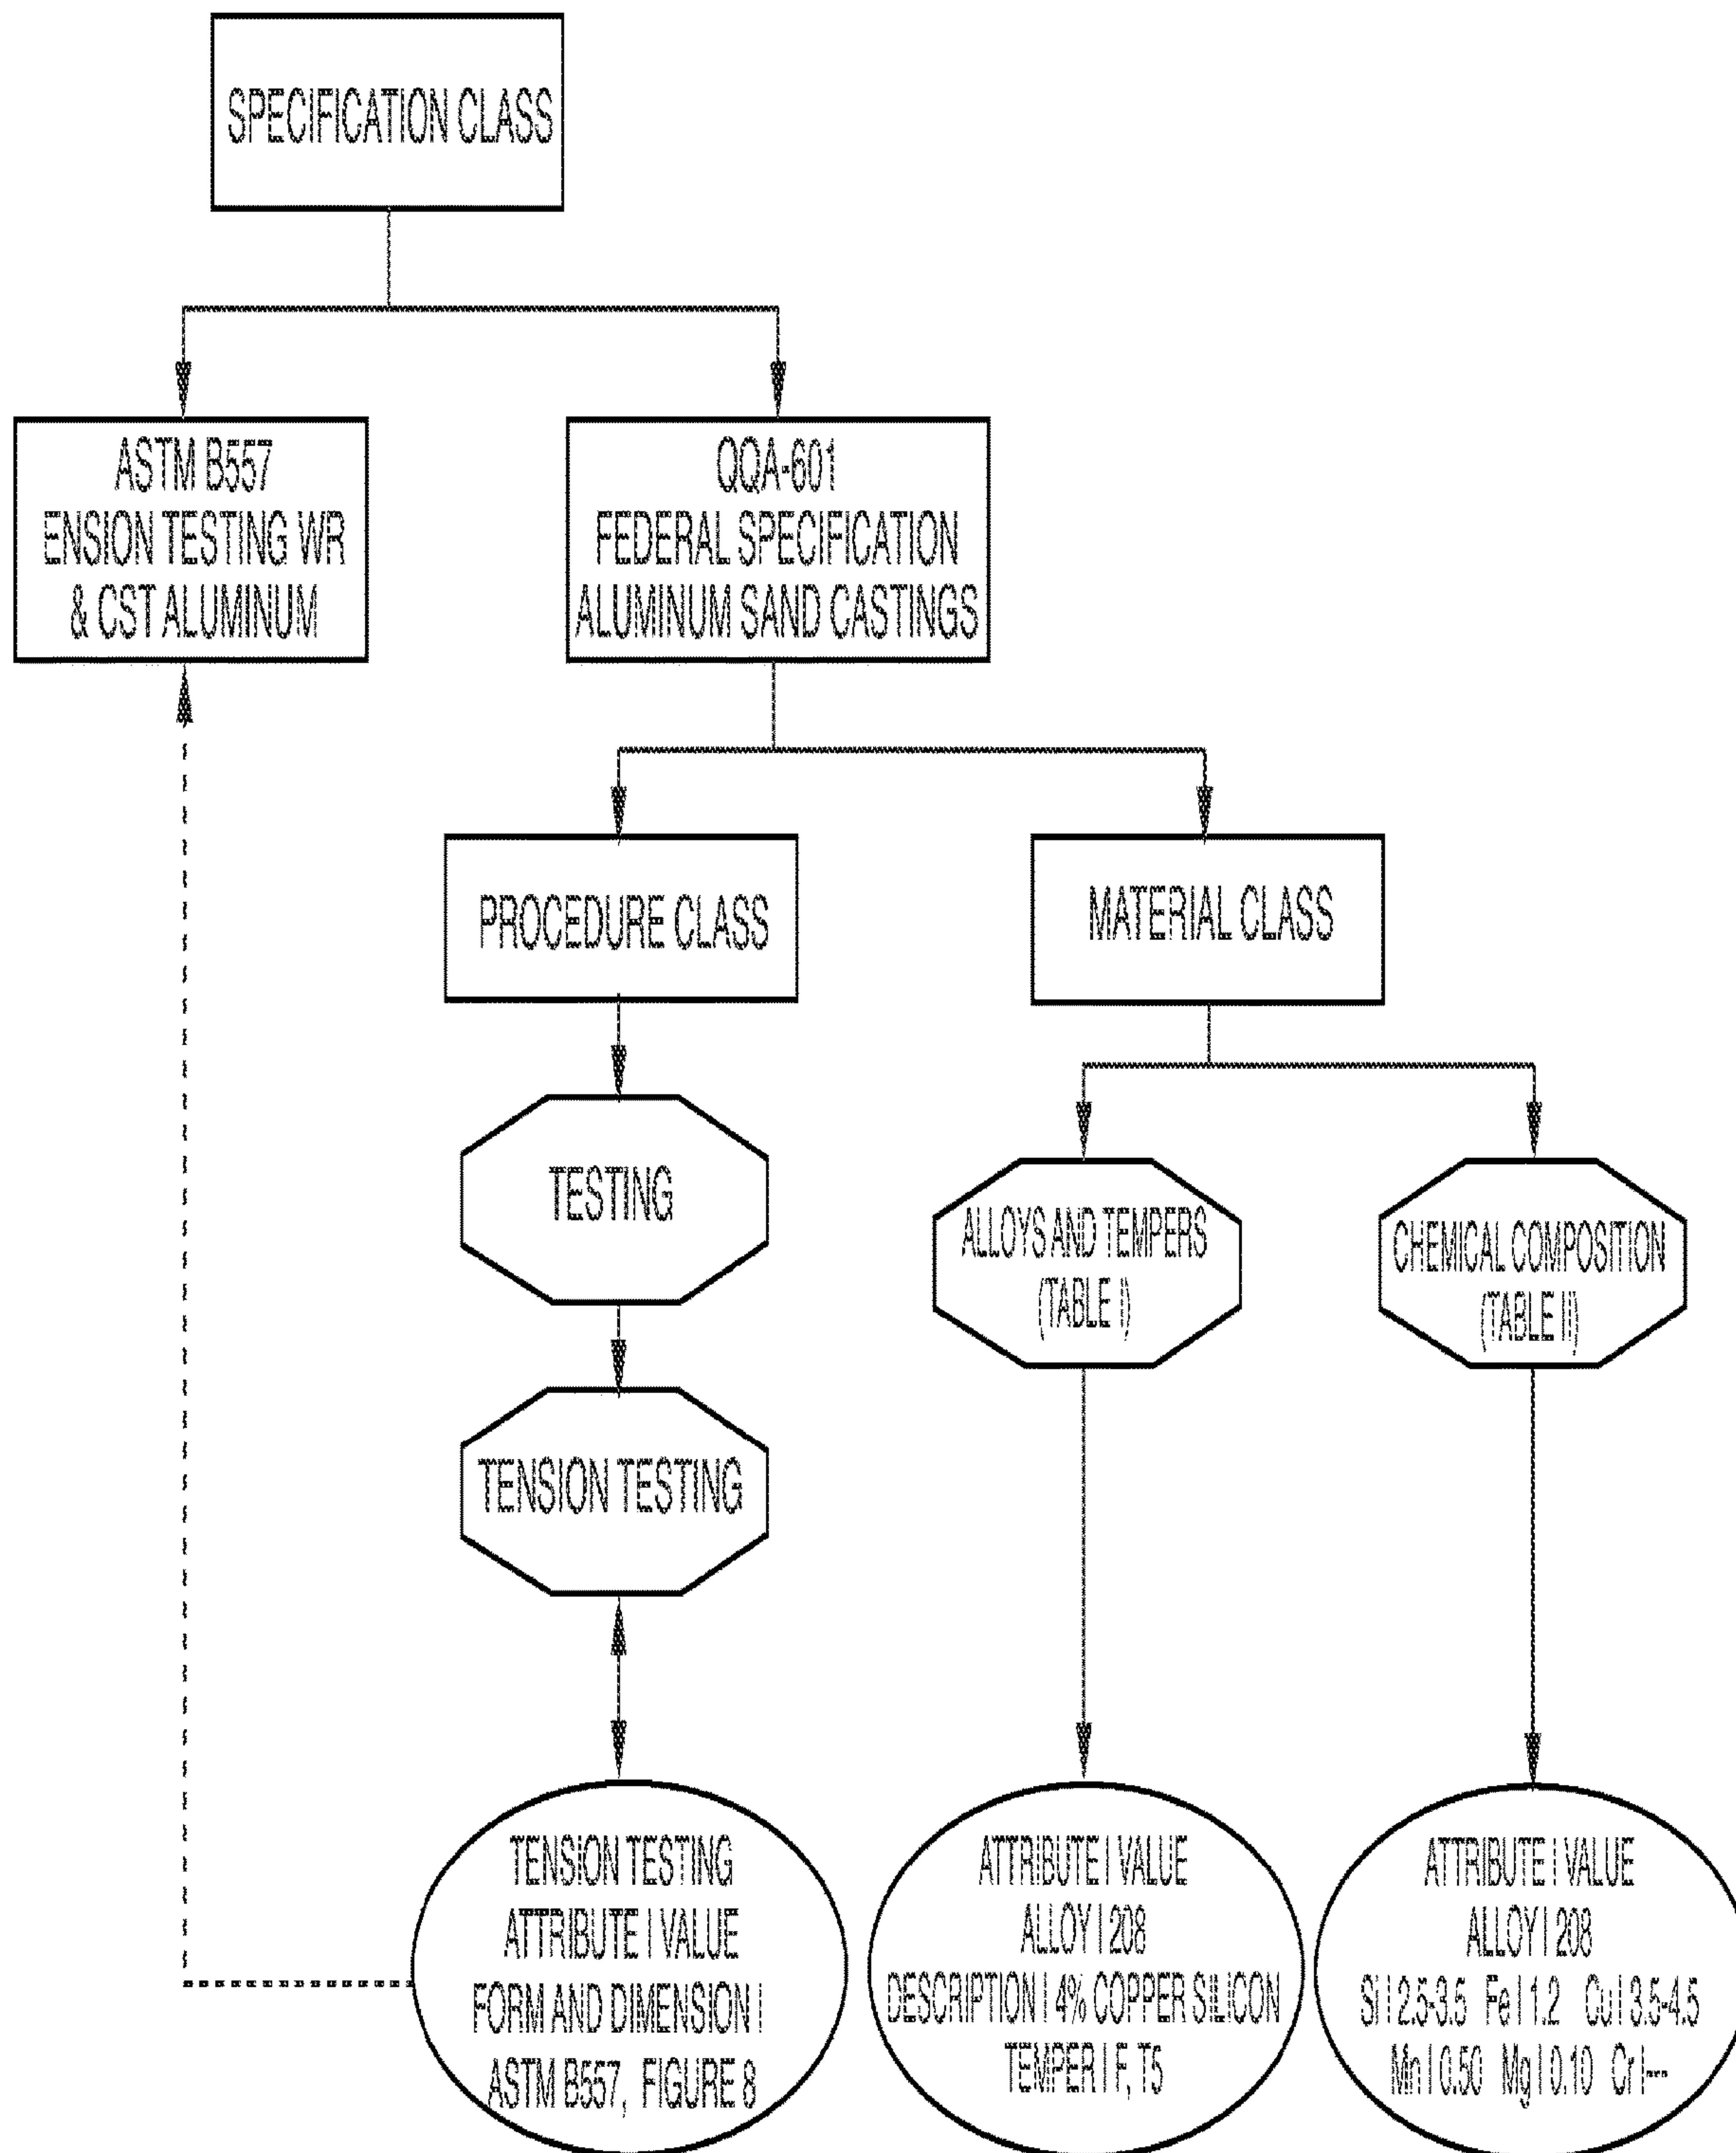 SPECIFICATION CLASS
ASTM B557
ENSION TESTING WR
& CST ALUMINUM
QQA-601
FEDERAL SPECIFICATION
ALUMINUM SAND CASTINGS
PROCEDURE CLASS
MATERIAL CLASS
TESTING
ALLOYS AND TEMPERS
(TABLE I)
CHEMICAL COMPOSITION
(TABLE II)
TENSION TESTING
TENSION TESTING
ATTRIBUTE | VALUE
FORM AND DIMENSION |
ASTM B557, FIGURE 8
ATTRIBUTE | VALUE
ALLOY | 208
DESCRIPTION | 4% COPPER SILICON
TEMPER | F, T5
ATTRIBUTE | VALUE
ALLOY | 208
Si | 2.5-3.5 Fe | 1.2 Cu | 3.5-4.5
Mn | 0.50 Mg | 0.10 Cr | ---